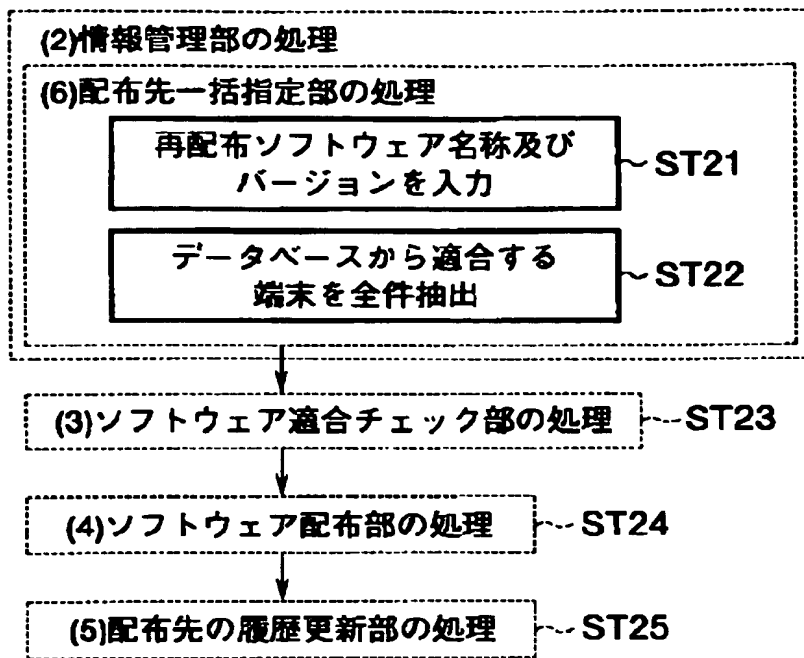 (2)情報管理部の処理
(6)配布先一括指定部の処理
再配布ソフトウェア名称及び
バージョンを入力
ST21
データベースから適合する
端末を全件抽出
ST22
(3)ソフトウェア適合チェック部の処理
ST23
(4)ソフトウェア配布部の処理
ST24
(5)配布先の履歴更新部の処理
ST25